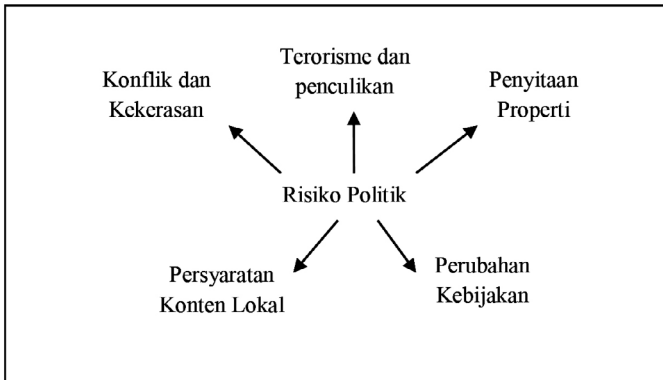 Konflik dan
Kekerasan
Terorisme dan
penculikan
Penyitaan
Properti
Risiko Politik
Persyaratan
Konten Lokal
Perubahan
Kebijakan